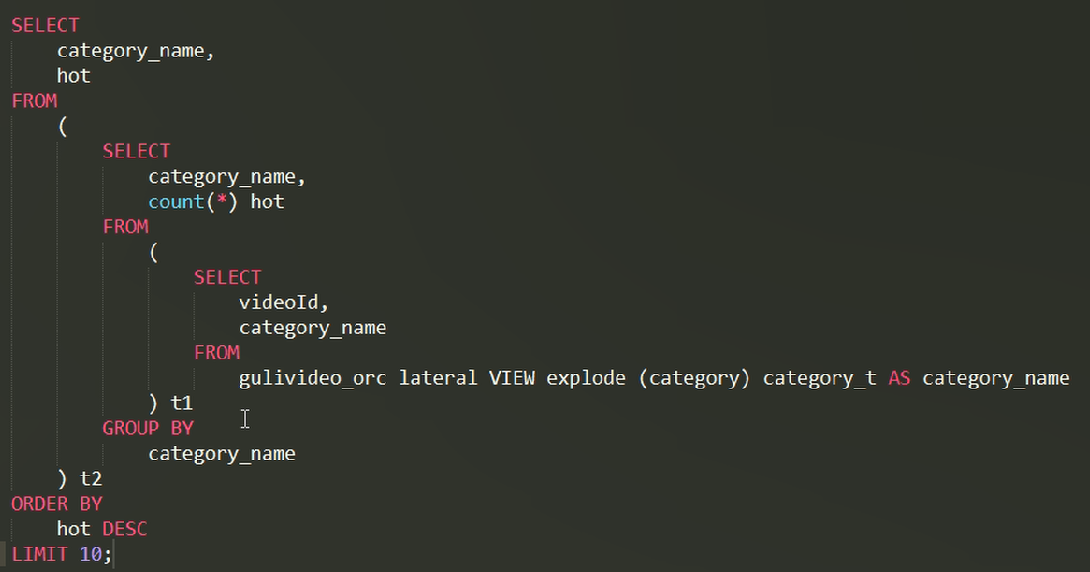 SELECT
category_name,
hot
FROM
(
SELECT
category_name,
count(*) hot
FROM
(
SELECT
videoId,
category_name
FROM
gulivideo_orc lateral VIEW explode (category) category_t AS category_name
) t1
GROUP BY
category_name
) t2
ORDER BY
hot DESC
LIMIT 10;